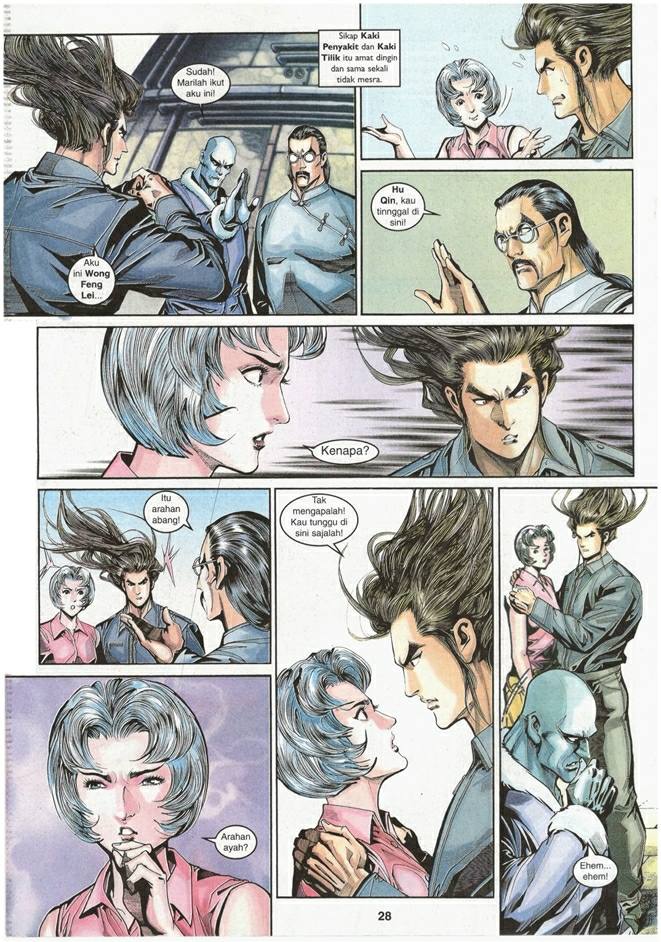 Sudah!
Marilah ikut
aku ini!
Aku
ini Wong
Feng
Lei...
Sikap Kaki
Penyakit dan Kaki
Tilik itu amat dingin
dan sama sekali
tidak mesra.
Hu
Qin, kau
tinnggal di
sini!
Kenapa?
Itu
arahan
abang!
Tak
mengapalah!
Kau tunggu di
sini sajalah!
Arahan
ayah?
Ehem...
ehem!
28